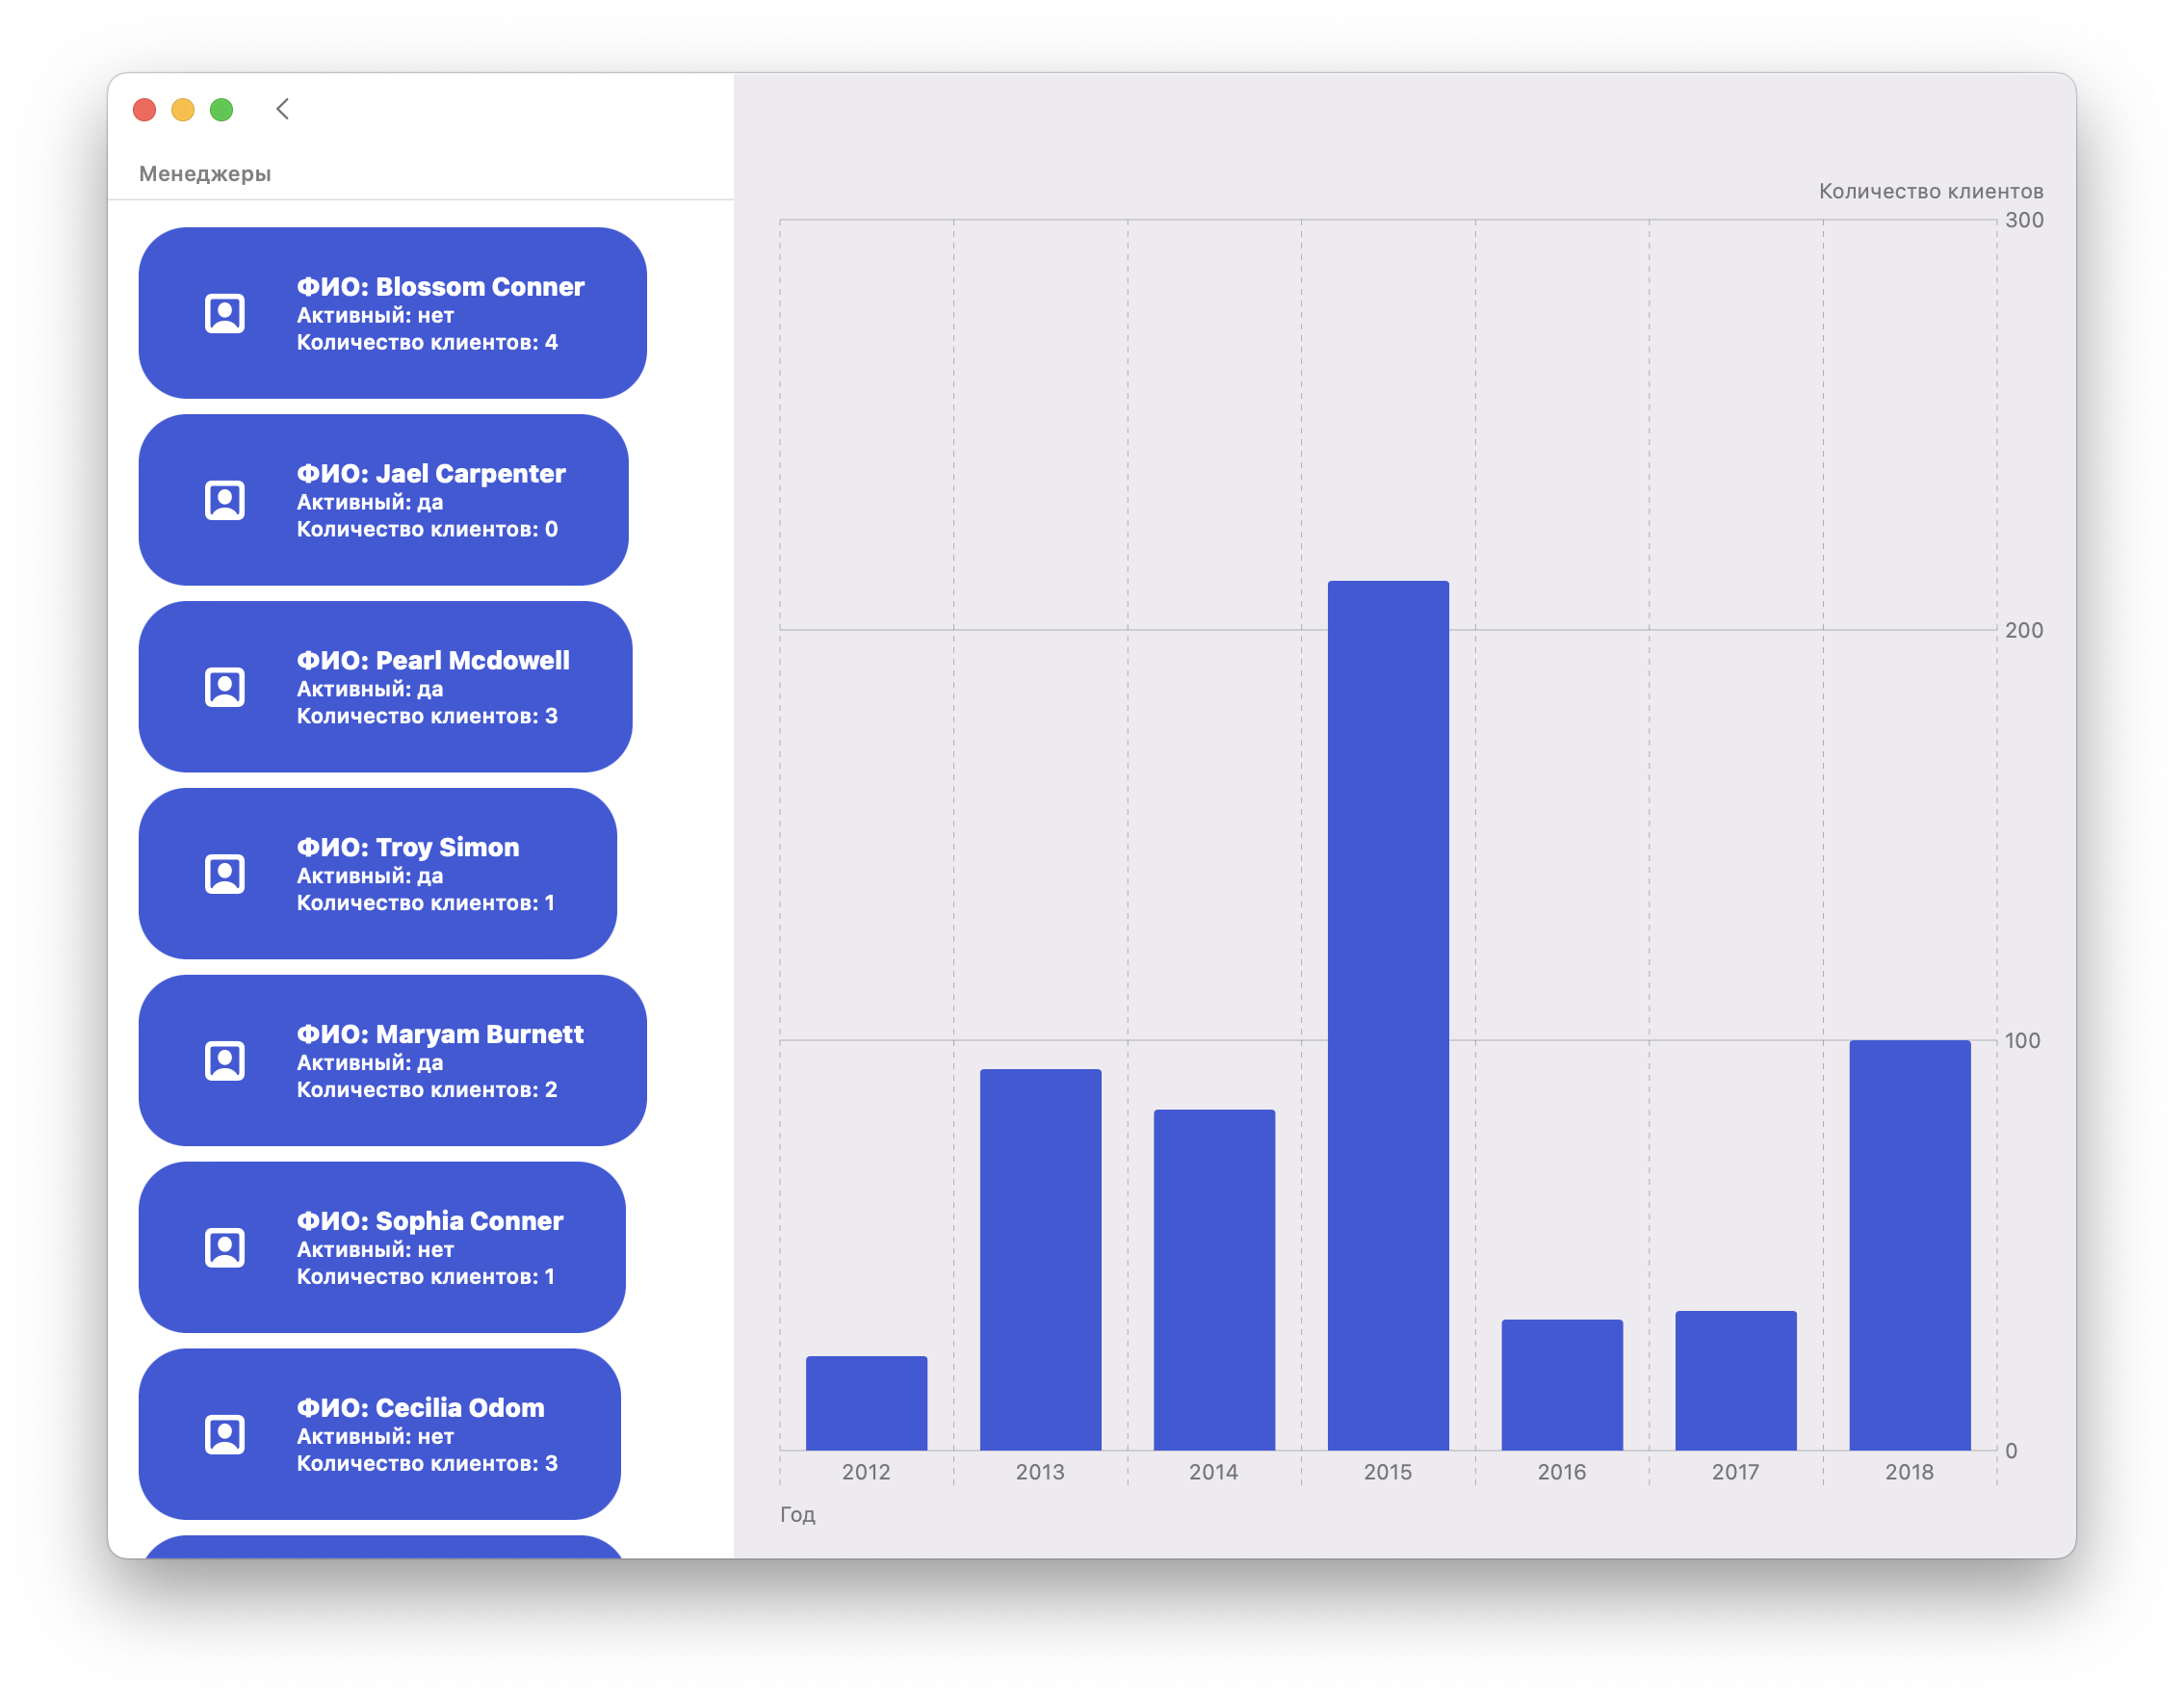 Менеджеры
ФИО: Blossom Conner
Активный: нет
Количество клиентов: 4
ФИО: Jael Carpenter
Активный: да
Количество клиентов: 0
ФИО: Pearl Mcdowell
Активный: да
Количество клиентов: 3
ФИО: Troy Simon
Активный: да
Количество клиентов: 1
ФИО: Maryam Burnett
Активный: да
Количество клиентов: 2
ФИО: Sophia Conner
Активный: нет
Количество клиентов: 1
ФИО: Cecilia Odom
Активный: нет
Количество клиентов: 3
Количество клиентов
300
200
100
0
2012 2013 2014 2015 2016 2017 2018
Год